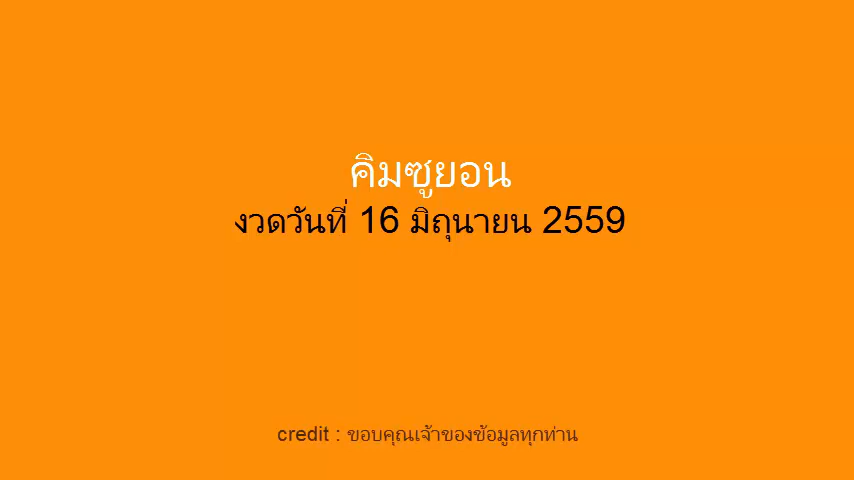 คิมซูยอน
งวดวันที่ 16 มิถุนายน 2559
credit : ขอบคุณเจ้าของข้อมูลทุกท่าน